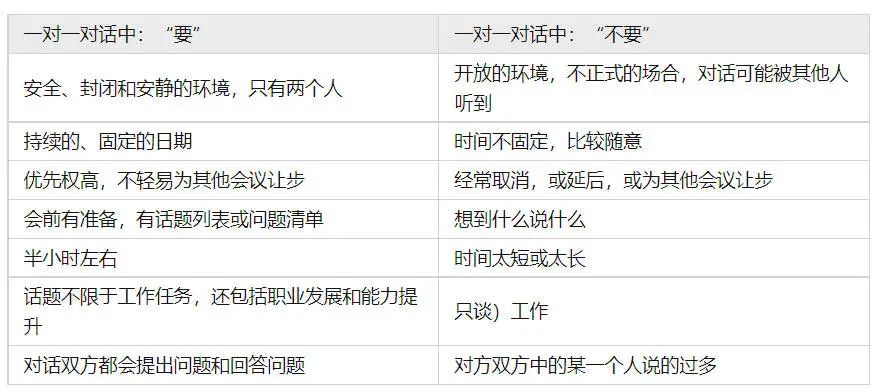 一对一对话中：“要”
一对一对话中：“不要”
安全、封闭和安静的环境，只有两个人
开放的环境，不正式的场合，对话可能被其他人
听到
持续的、固定的日期
时间不固定，比较随意
优先权高，不轻易为其他会议让步
经常取消，或延后，或为其他会议让步
会前有准备，有话题列表或问题清单
想到什么说什么
半小时左右
时间太短或太长
话题不限于工作任务，还包括职业发展和能力提
升
只谈）工作
对话双方都会提出问题和回答问题
对方双方中的某一个人说的过多